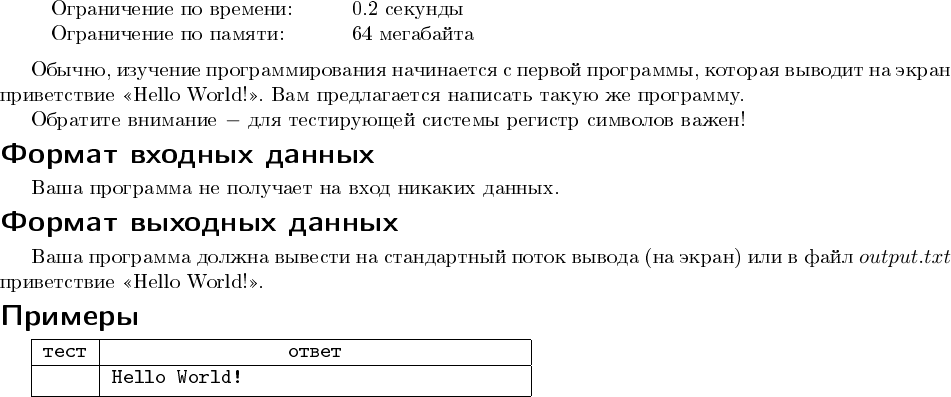 Ограничение по времени: 0.2 секунды
Ограничение по памяти: 64 мегабайта
Обычно, изучение программирования начинается с первой программы, которая выводит на экран
приветствие «Hello World!». Вам предлагается написать такую же программу.
Обратите внимание – для тестирующей системы регистр символов важен!
Формат входных данных
Ваша программа не получает на вход никаких данных.
Формат выходных данных
Ваша программа должна вывести на стандартный поток вывода (на экран) или в файл output.txt
приветствие «Hello World!».
Примеры
тест ответ
Hello World!